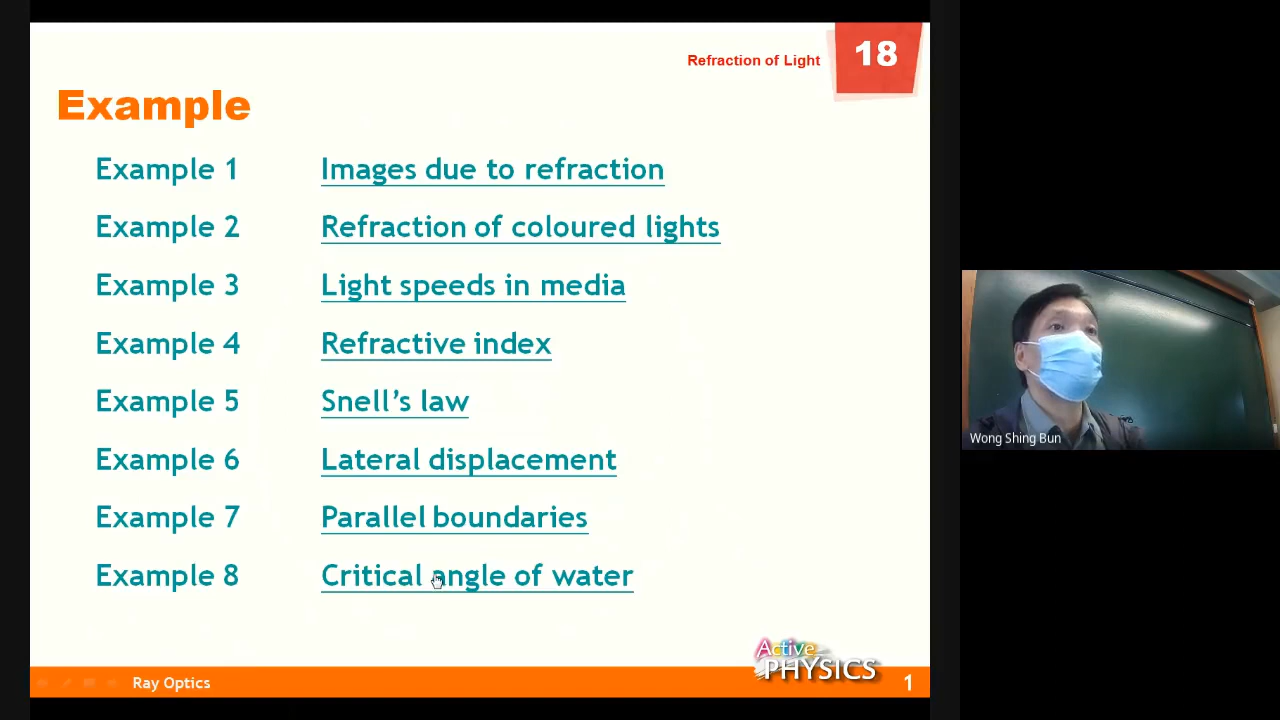 Refraction of Light
18
Example
Example 1 Images due to refraction
Example 2 Refraction of coloured lights
Example 3 Light speeds in media
Example 4 Refractive index
Example 5 Snell’s law
Example 6 Lateral displacement
Example 7 Parallel boundaries
Example 8 Critical angle of water
Wong Shing Bun
Active
PHYSICS
Ray Optics
1